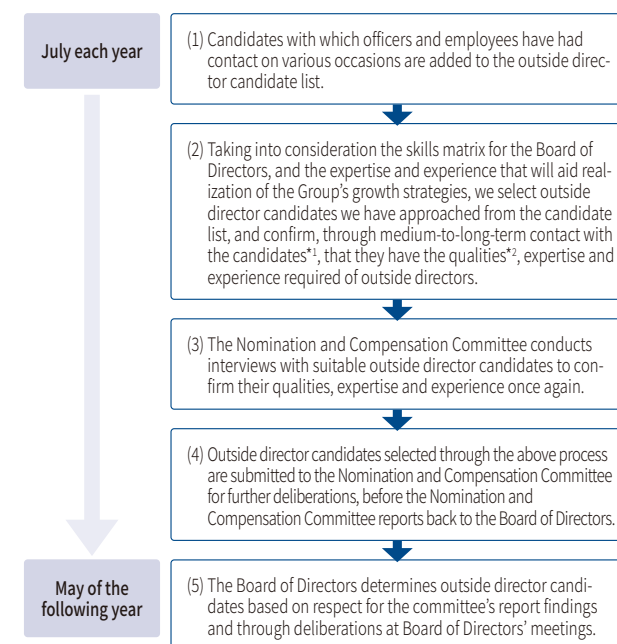 July each year
(1) Candidates with which officers and employees have had
contact on various occasions are added to the outside direc-
tor candidate list.
(2) Taking into consideration the skills matrix for the Board of
Directors, and the expertise and experience that will aid real-
ization of the Group's growth strategies, we select outside
director candidates we have approached from the candidate
list, and confirm, through medium-to-long-term contact with
the candidates*1, that they have the qualities*2, expertise and
experience required of outside directors.
(3) The Nomination and Compensation Committee conducts
interviews with suitable outside director candidates to con-
firm their qualities, expertise and experience once again.
(4) Outside director candidates selected through the above process
are submitted to the Nomination and Compensation Committee
for further deliberations, before the Nomination and
Compensation Committee reports back to the Board of Directors.
May of the
following year
(5) The Board of Directors determines outside director candi-
dates based on respect for the committee's report findings
and through deliberations at Board of Directors' meetings.